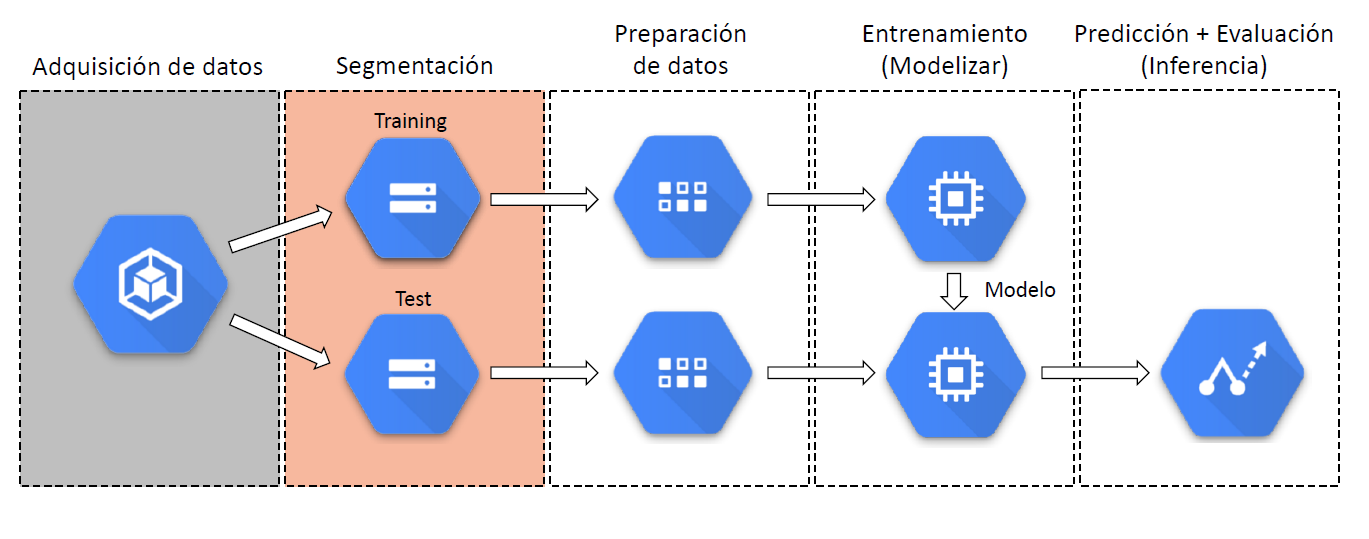 Adquisición de datos
Segmentación
Preparación
de datos
Entrenamiento
(Modelizar)
Predicción + Evaluación
(Inferencia)
Training
Test
Modelo